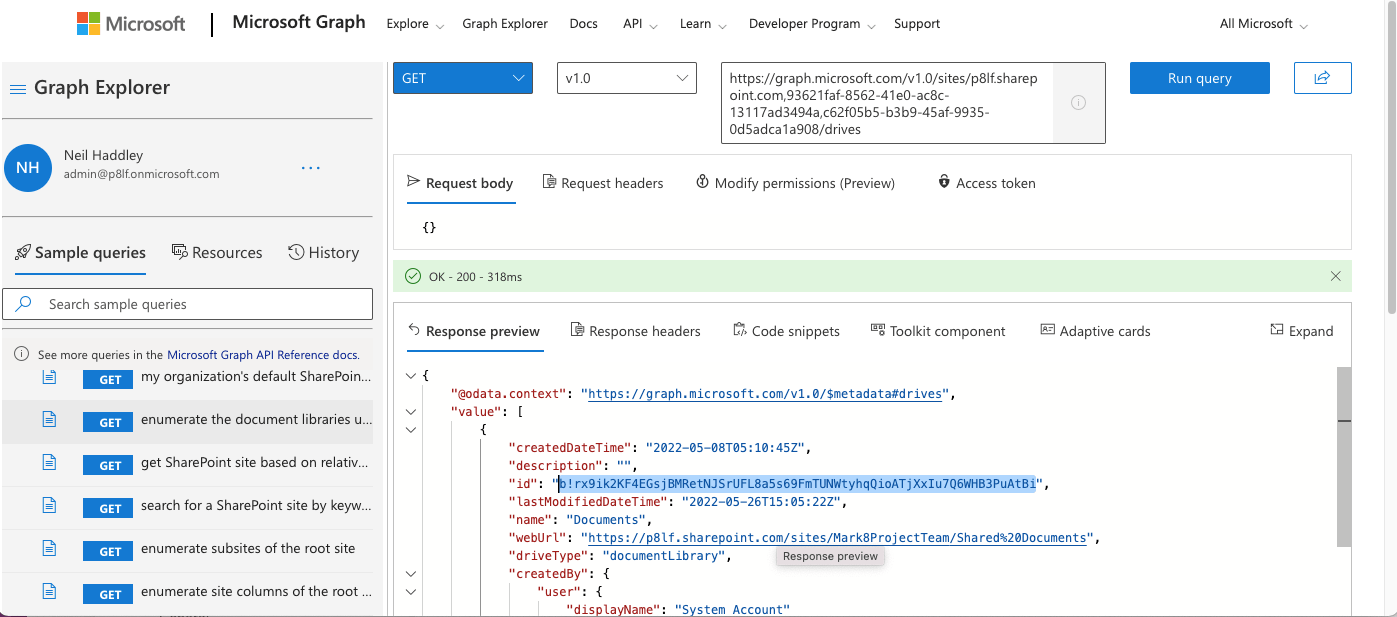 Microsoft
Microsoft Graph
Explore
Graph Explorer
Docs
API
Learn
Developer Program
Support
All Microsoft
Graph Explorer
NH
Neil Haddley
admin@p8lf.onmicrosoft.com
...
Sample queries
Resources
History
Search sample queries
See more queries in the Microsoft Graph API Reference docs.
GET my organization's default SharePoin...
GET enumerate the document libraries u...
GET get SharePoint site based on relativ...
GET search for a SharePoint site by keyw...
GET enumerate subsites of the root site
GET enumerate site columns of the root ...
GET
v1.0
https://graph.microsoft.com/v1.0/sites/p8lf.sharep
oint.com,93621faf-8562-41e0-ac8c-
13117ad3494a,c62f05b5-b3b9-45af-9935-
0d5adca1a908/drives
Run query
Request body
Request headers
Modify permissions (Preview)
Access token
{}
OK - 200 - 318ms
Response preview
Response headers
Code snippets
Toolkit component
Adaptive cards
Expand
{
"@odata.context": "https://graph.microsoft.com/v1.0/$metadata#drives",
"value": [
{
"createdDateTime": "2022-05-08T05:10:45Z",
"description": "",
"id": "b!rx9ik2KF4EGsjBMRetNJSrUFL8a5s69FmTUNWtyhqQioATjXxIu7Q6WHB3PuAtBi",
"lastModifiedDateTime": "2022-05-26T15:05:22Z",
"name": "Documents",
"webUrl": "https://p8lf.sharepoint.com/sites/Mark8ProjectTeam/Shared%20Documents",
"driveType": "documentLibrary",
Response preview
"createdBy": {
"user": {
"displayName": "System Account"